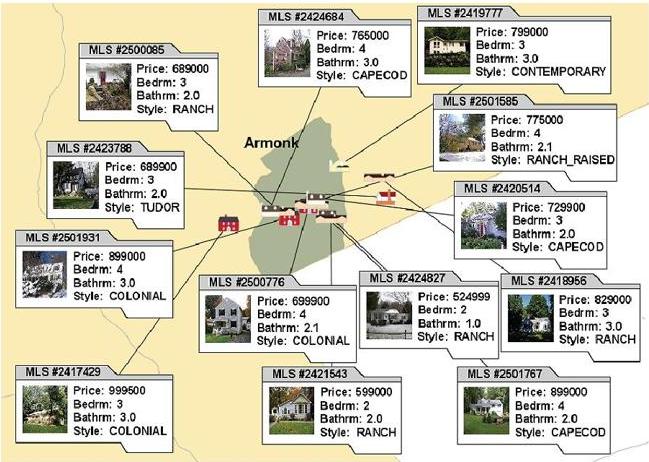 MLS #2424684
Price: 765000
Bedrm: 4
Bathrm: 3.0
Style: CAPECOD
MLS #2419777
Price: 799000
Bedrm: 3
Bathrm: 3.0
Style: CONTEMPORARY
MLS #2500085
Price: 689000
Bedrm: 3
Bathrm: 2.0
Style: RANCH
MLS #2501585
Price: 775000
Bedrm: 4
Bathrm: 2.1
Style: RANCH_RAISED
Armonk
MLS #2423788
Price: 689900
Bedrm: 3
Bathrm: 2.0
Style: TUDOR
MLS #2420514
Price: 729900
Bedrm: 3
Bathrm: 2.0
Style: CAPECOD
MLS #2501931
Price: 899000
Bedrm: 4
Bathrm: 3.0
Style: COLONIAL
MLS #2500776
Price: 699900
Bedrm: 4
Bathrm: 2.1
Style: COLONIAL
MLS #2424827
Price: 524999
Bedrm: 2
Bathrm: 1.0
Style: RANCH
MLS #2418956
Price: 829000
Bedrm: 3
Bathrm: 3.0
Style: RANCH
MLS #2417429
Price: 999500
Bedrm: 3
Bathrm: 3.0
Style: COLONIAL
MLS #2421543
Price: 599000
Bedrm: 2
Bathrm: 2.0
Style: RANCH
MLS #2501767
Price: 899000
Bedrm: 4
Bathrm: 2.0
Style: CAPECOD